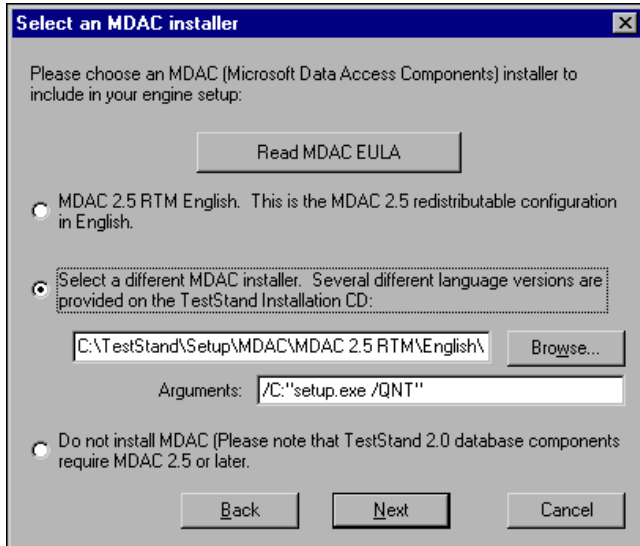 Select an MDAC installer
Please choose an MDAC (Microsoft Data Access Components) installer to
include in your engine setup:
Read MDAC EULA
MDAC 2.5 RTM English.  This is the MDAC 2.5 redistributable configuration
in English.
Select a different MDAC installer.  Several different language versions are
provided on the TestStand Installation CD:
C:\TestStand\Setup\MDAC\MDAC 2.5 RTM\English\
Browse...
Arguments:
/C:"setup.exe /QNT"
Do not install MDAC (Please note that TestStand 2.0 database components
require MDAC 2.5 or later.
Back
Next
Cancel